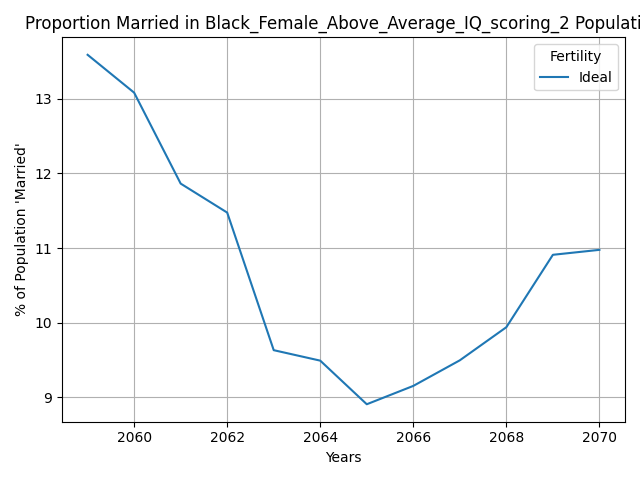 Proportion Married in Black_Female_Above_Average_IQ_scoring_2 Populati
Fertility
Ideal
% of Population 'Married'
13
12
11
10
9
2060 2062 2064 2066 2068 2070
Years